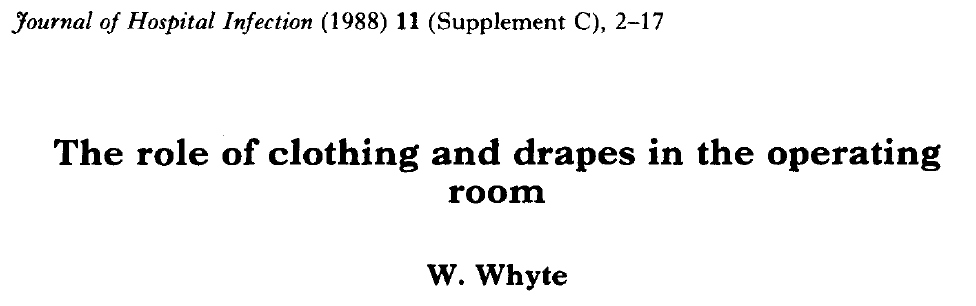 Journal of Hospital Infection (1988) 11 (Supplement C), 2–17
The role of clothing and drapes in the operating
room
W. Whyte